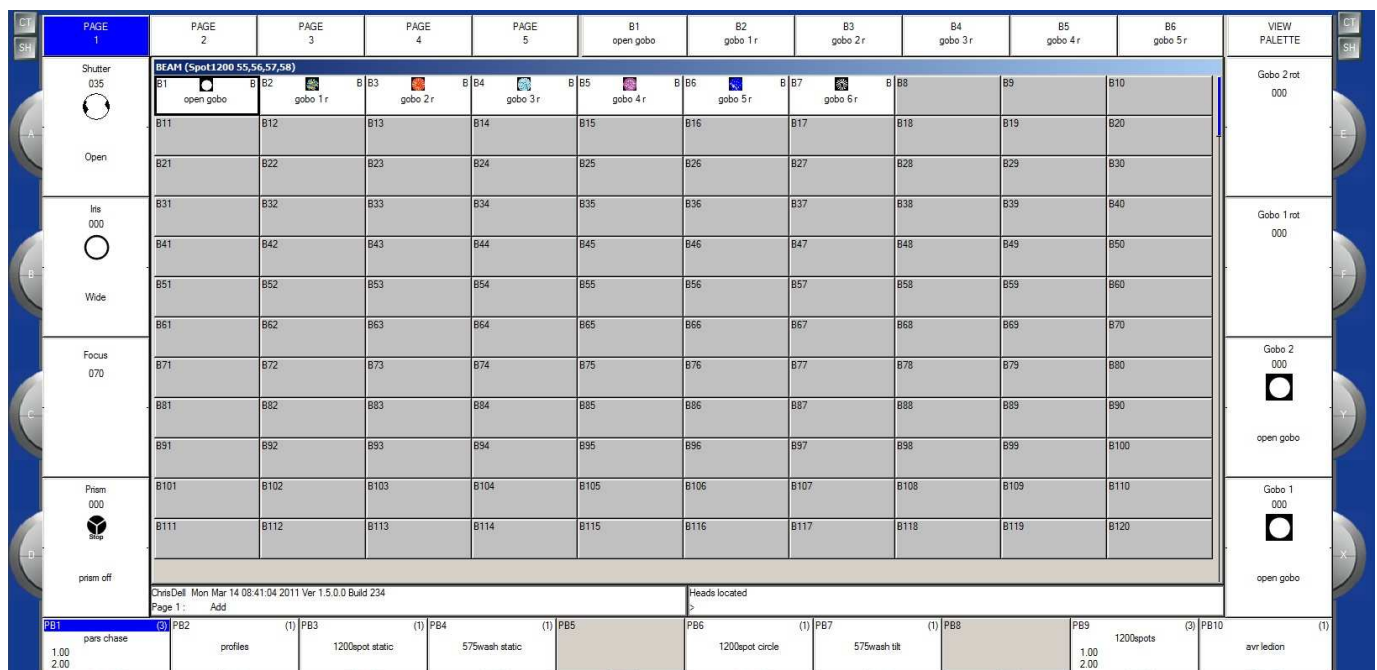 CT
SH
PAGE
1
PAGE
2
PAGE
3
PAGE
4
PAGE
5
B1
open gobo
B2
gobo 1 r
B3
gobo 2 r
B4
gobo 3 r
B5
gobo 4 r
B6
gobo 5 r
VIEW
PALETTE
CT
SH
Shutter
035
Open
A
Iris
000
Wide
B
Focus
070
C
Prism
000
Stop
prism off
D
BEAM (Spot1200 55,56,57,58)
B1 B B2 B B3 B B4 B B5 B B6 B B7 B B8 B9 B10
open gobo gobo 1 r gobo 2 r gobo 3 r gobo 4 r gobo 5 r gobo 6 r
B11 B12 B13 B14 B15 B16 B17 B18 B19 B20
B21 B22 B23 B24 B25 B26 B27 B28 B29 B30
B31 B32 B33 B34 B35 B36 B37 B38 B39 B40
B41 B42 B43 B44 B45 B46 B47 B48 B49 B50
B51 B52 B53 B54 B55 B56 B57 B58 B59 B60
B61 B62 B63 B64 B65 B66 B67 B68 B69 B70
B71 B72 B73 B74 B75 B76 B77 B78 B79 B80
B81 B82 B83 B84 B85 B86 B87 B88 B89 B90
B91 B92 B93 B94 B95 B96 B97 B98 B99 B100
B101 B102 B103 B104 B105 B106 B107 B108 B109 B110
B111 B112 B113 B114 B115 B116 B117 B118 B119 B120
Gobo 2 rot
000
E
Gobo 1 rot
000
F
Gobo 2
000
open gobo
Y
Gobo 1
000
open gobo
X
ChrisDell Mon Mar 14 08:41:04 2011 Ver 1.5.0.0 Build 234
Page 1 : Add
Heads located
>
PB1 (3)
pars chase
1.00
2.00
PB2 (1)
profiles
PB3 (1)
1200spot static
PB4 (1)
575wash static
PB5
PB6 (1)
1200spot circle
PB7 (1)
575wash tilt
PB8
PB9 (3)
1200spots
1.00
2.00
PB10 (1)
avr ledion